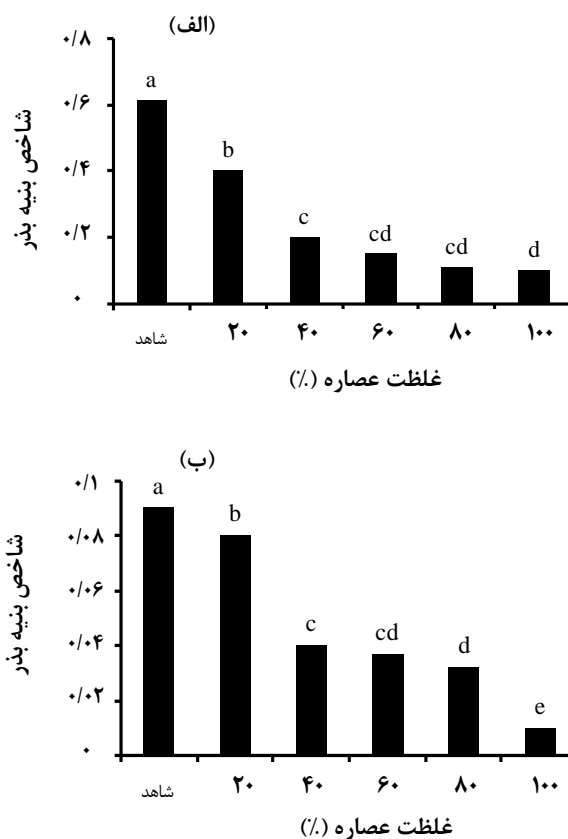 (الف)
شاخص بنیه بذر
۰/۸
۰/۶
۰/۴
۰/۲
۰
a
b
c
cd
cd
d
شاهد ۲۰ ۴۰ ۶۰ ۸۰ ۱۰۰
غلظت عصاره (٪)
(ب)
شاخص بنیه بذر
۰/۱
۰/۰۸
۰/۰۶
۰/۰۴
۰/۰۲
۰
a
b
c
cd
d
e
شاهد ۲۰ ۴۰ ۶۰ ۸۰ ۱۰۰
غلظت عصاره (٪)